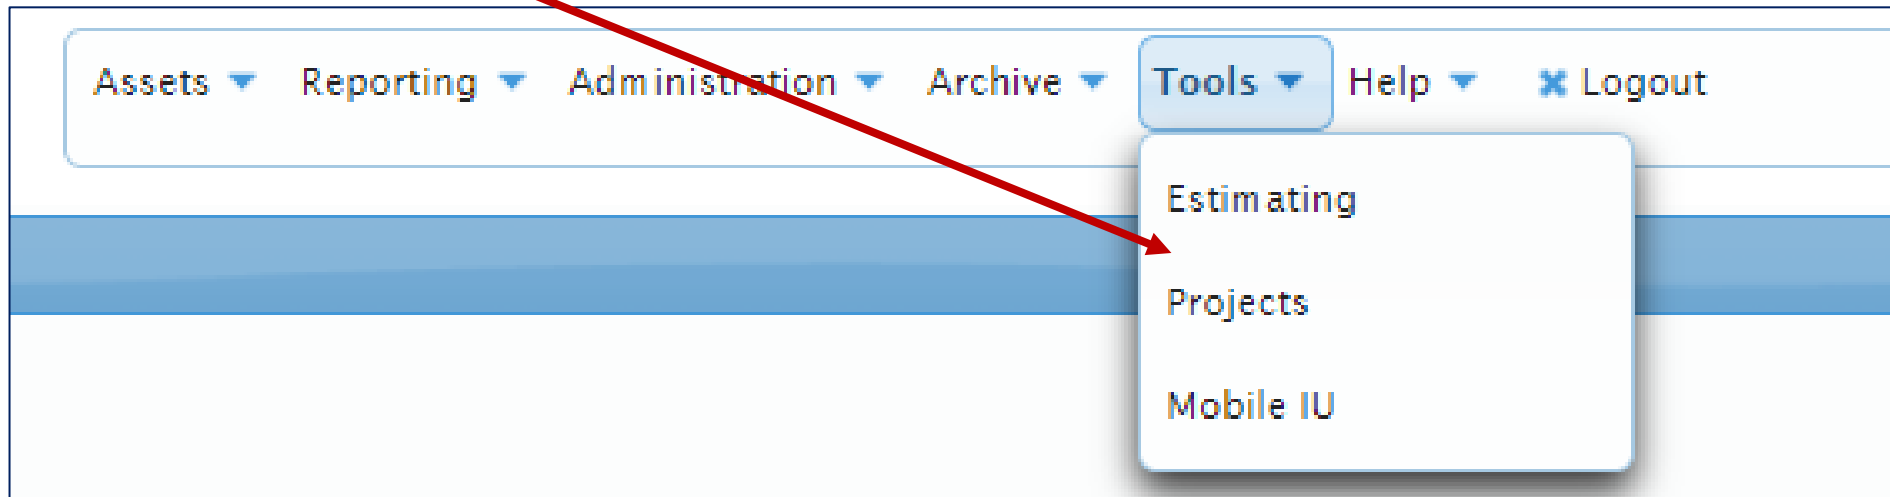 Assets Reporting Administration Archive Tools Help Logout
Estimating
Projects
Mobile IU